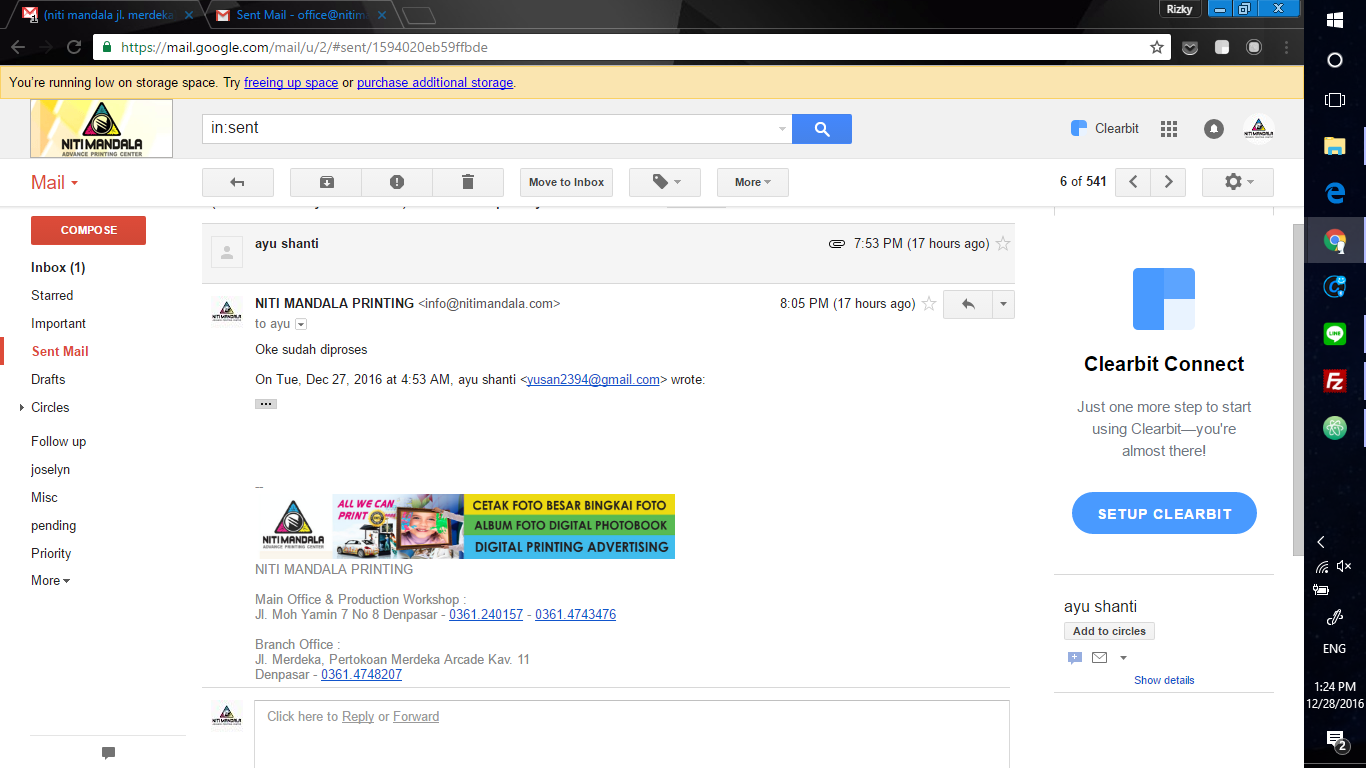 (niti mandala jl. merdeka
Sent Mail - office@nitim
Rizky
https://mail.google.com/mail/u/2/#sent/1594020eb59ffbde
You're running low on storage space. Try freeing up space or purchase additional storage.
NITI MANDALA
ADVANCE PRINTING CENTER
in:sent
Clearbit
Mail
Move to Inbox
More
6 of 541
COMPOSE
Inbox (1)
Starred
Important
Sent Mail
Drafts
Circles
Follow up
joselyn
Misc
pending
Priority
More
ayu shanti
7:53 PM (17 hours ago)
NITI MANDALA PRINTING <info@nitimandala.com>
8:05 PM (17 hours ago)
to ayu
Oke sudah diproses
On Tue, Dec 27, 2016 at 4:53 AM, ayu shanti <yusan2394@gmail.com> wrote:
--
NITI MANDALA
ADVANCE PRINTING CENTER
ALL WE CAN
PRINT
CETAK FOTO BESAR BINGKAI FOTO
ALBUM FOTO DIGITAL PHOTOBOOK
DIGITAL PRINTING ADVERTISING
NITI MANDALA PRINTING
Main Office & Production Workshop :
Jl. Moh Yamin 7 No 8 Denpasar - 0361.240157 - 0361.4743476
Branch Office :
Jl. Merdeka, Pertokoan Merdeka Arcade Kav. 11
Denpasar - 0361.4748207
Click here to Reply or Forward
Clearbit Connect
Just one more step to start
using Clearbit—you're
almost there!
SETUP CLEARBIT
ayu shanti
Add to circles
Show details
LINE
FZ
ENG
1:24 PM
12/28/2016
2